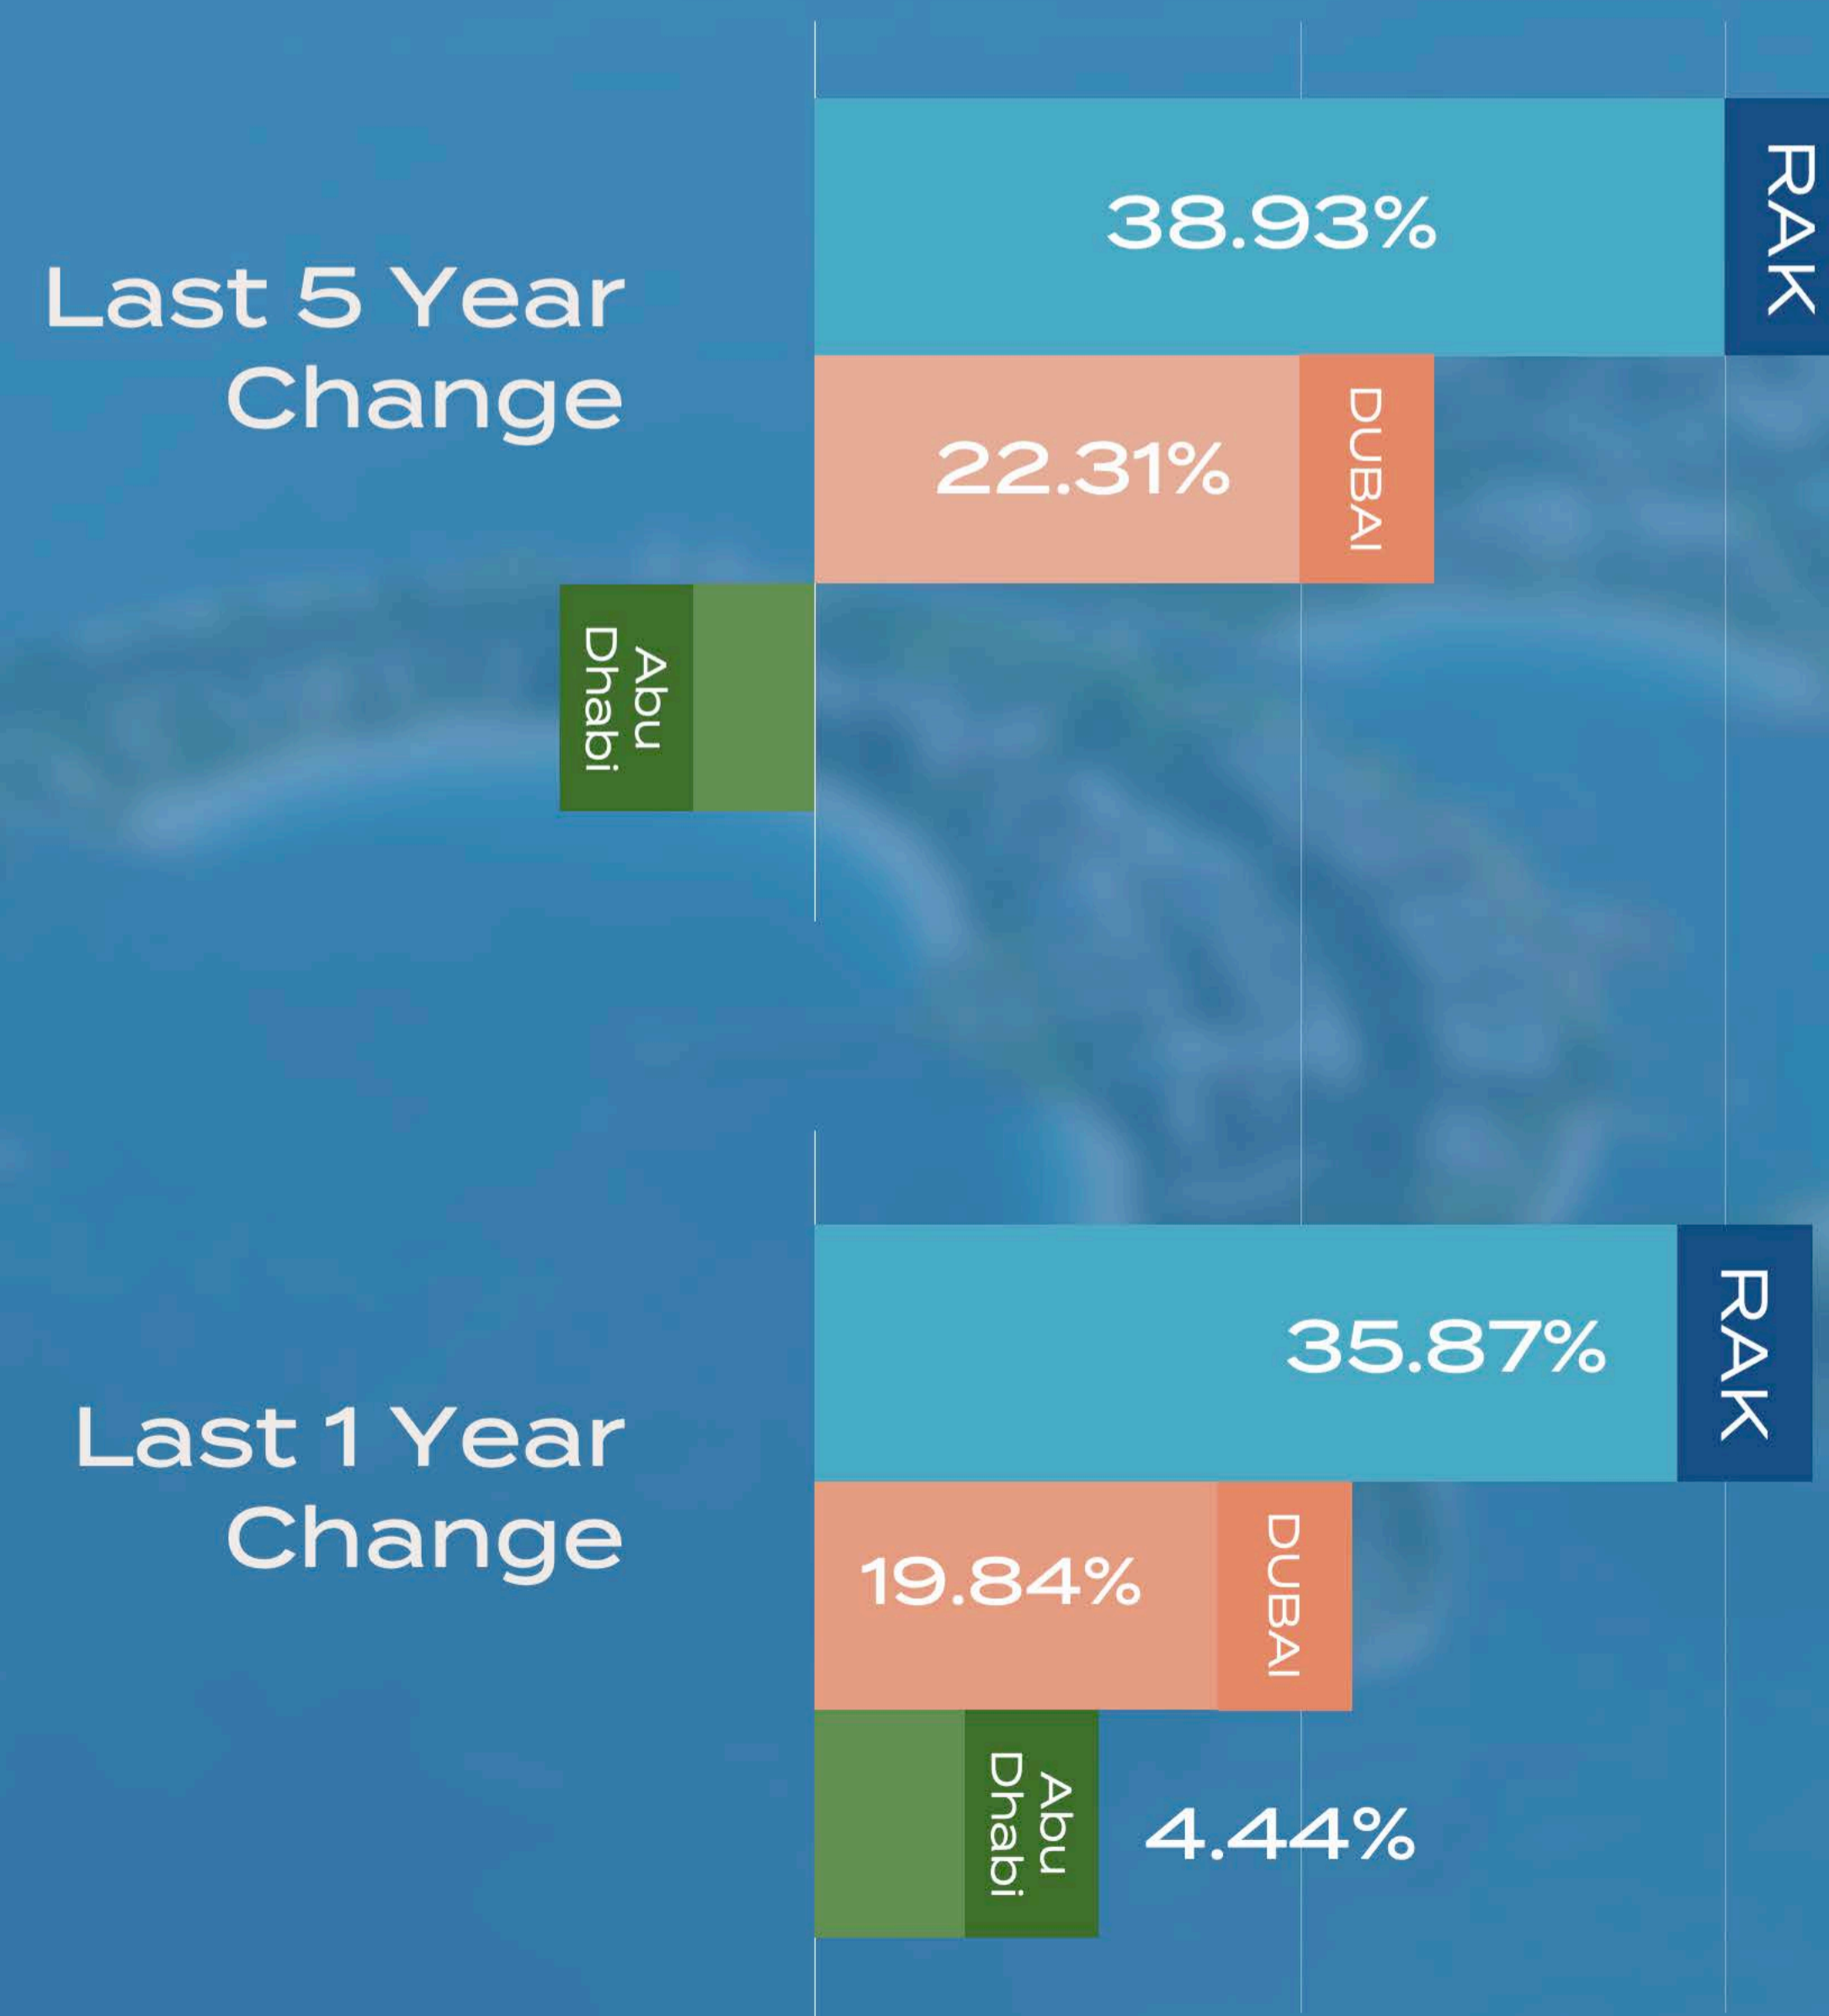 Last 5 Year
Change
38.93%
RAK
22.31%
DUBAI
Abu
Dhabi
Last 1 Year
Change
35.87%
RAK
19.84%
DUBAI
Abu
Dhabi
4.44%